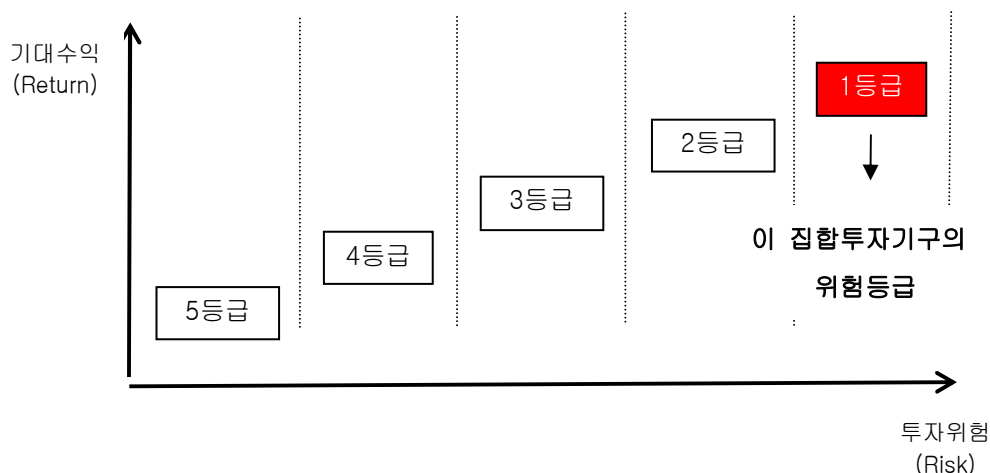 기대수익
(Return)
1등급
2등급
3등급
4등급
5등급
이 집합투자기구의
위험등급
투자위험
(Risk)